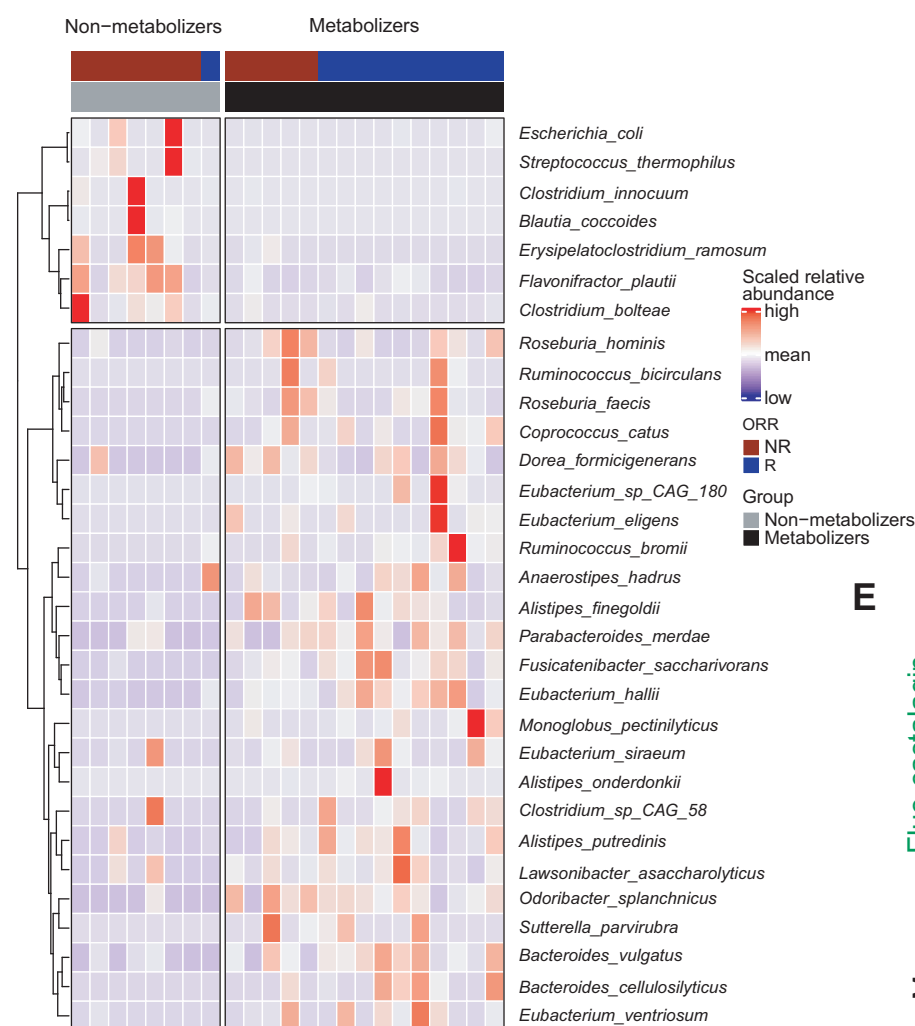 Non−metabolizers Metabolizers
Escherichia_coli
Streptococcus_thermophilus
Clostridium_innocuum
Blautia_coccoides
Erysipelatoclostridium_ramosum
Flavonifractor_plautii
Clostridium_bolteae
Roseburia_hominis
Ruminococcus_bicirculans
Roseburia_faecis
Coprococcus_catus
Dorea_formicigenerans
Eubacterium_sp_CAG_180
Eubacterium_eligens
Ruminococcus_bromii
Anaerostipes_hadrus
Alistipes_finegoldii
Parabacteroides_merdae
Fusicatenibacter_saccharivorans
Eubacterium_hallii
Monoglobus_pectinilyticus
Eubacterium_siraeum
Alistipes_onderdonkii
Clostridium_sp_CAG_58
Alistipes_putredinis
Lawsonibacter_asaccharolyticus
Odoribacter_splanchnicus
Sutterella_parvirubra
Bacteroides_vulgatus
Bacteroides_cellulosilyticus
Eubacterium_ventriosum
Scaled relative
abundance
high
mean
low
ORR
NR
R
Group
Non−metabolizers
Metabolizers
E